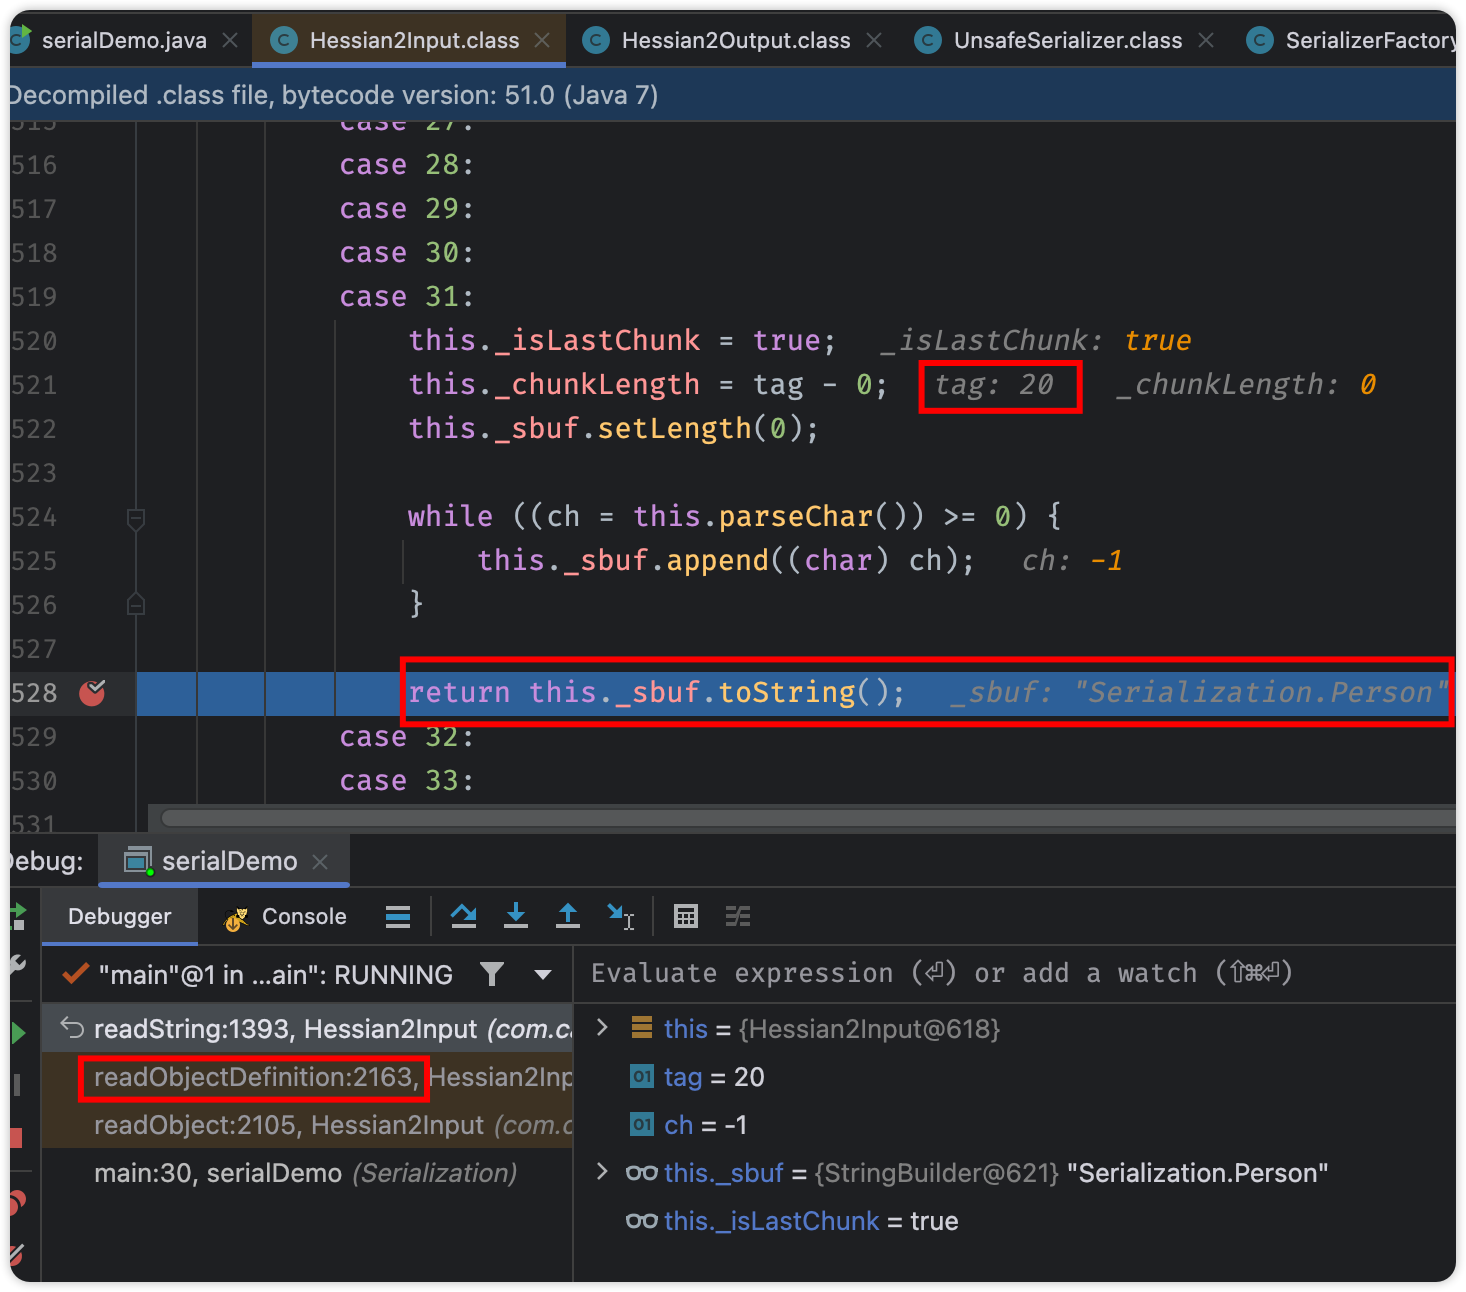 serialDemo.java Hessian2Input.class Hessian2Output.class UnsafeSerializer.class SerializerFactory
Decompiled .class file, bytecode version: 51.0 (Java 7)
515 case 27:
516 case 28:
517 case 29:
518 case 30:
519 case 31:
520 this._isLastChunk = true; _isLastChunk: true
521 this._chunkLength = tag - 0; tag: 20 _chunkLength: 0
522 this._sbuf.setLength(0);
523
524 while ((ch = this.parseChar()) >= 0) {
525 this._sbuf.append((char) ch); ch: -1
526 }
527
528 return this._sbuf.toString(); _sbuf: "Serialization.Person"
529 case 32:
530 case 33:
531
Debug: serialDemo
Debugger Console
"main"@1 in ...ain": RUNNING
Evaluate expression (⏎) or add a watch (⇧⌘⏎)
readString:1393, Hessian2Input (com.ca
readObjectDefinition:2163, Hessian2Inp
readObject:2105, Hessian2Input (com.c
main:30, serialDemo (Serialization)
this = {Hessian2Input@618}
01 tag = 20
01 ch = -1
this._sbuf = {StringBuilder@621} "Serialization.Person"
this._isLastChunk = true